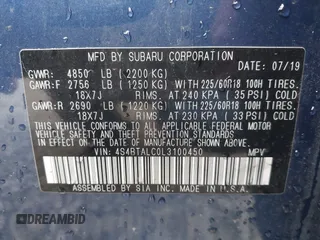 MFD. BY SUBARU CORPORATION
DATE: 07/19
GVWR: 4850 LB (2200 KG)
GAWR:F 2756 LB (1250 KG) WITH 225/60R18 100H TIRES.
18X7J RIMS. AT 240 KPA ( 35 PSI) COLD
GAWR:R 2690 LB (1220 KG) WITH 225/60R18 100H TIRES.
18X7J RIMS. AT 230 KPA ( 33 PSI) COLD
THIS VEHICLE CONFORMS TO ALL APPLICABLE FEDERAL MOTOR
VEHICLE SAFETY AND THEFT PREVENTION STANDARDS IN EFFECT
ON THE DATE OF MANUFACTURE SHOWN ABOVE.
VIN: 4S4BTALC0L3100450 MPV
ASSEMBLED BY SIA INC. MADE IN U.S.A.
© BIDARTIO